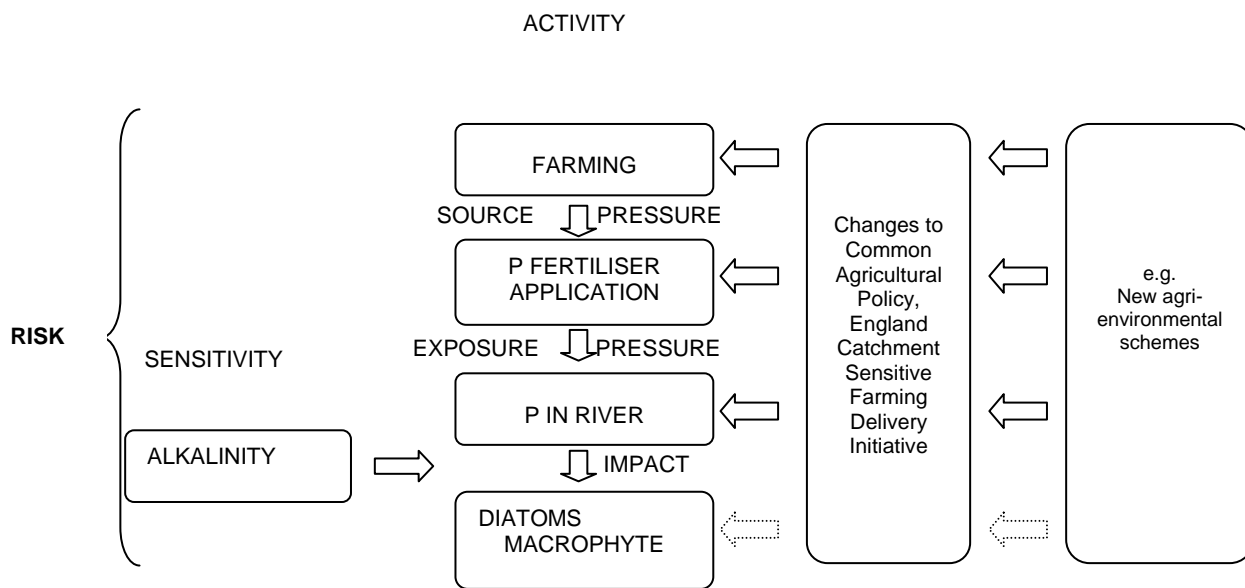 ACTIVITY
FARMING
SOURCE PRESSURE
P FERTILISER
APPLICATION
EXPOSURE PRESSURE
RISK
SENSITIVITY
P IN RIVER
ALKALINITY
IMPACT
DIATOMS
MACROPHYTE
Changes to
Common
Agricultural
Policy,
England
Catchment
Sensitive
Farming
Delivery
Initiative
e.g.
New agri-
environmental
schemes